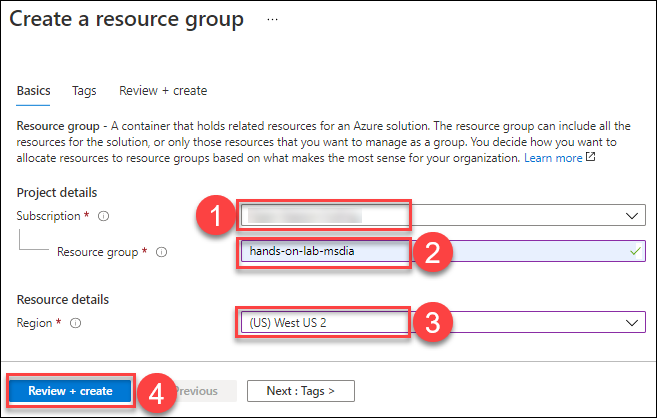 Create a resource group ...
Basics Tags Review + create
Resource group - A container that holds related resources for an Azure solution. The resource group can include all the
resources for the solution, or only those resources that you want to manage as a group. You decide how you want to
allocate resources to resource groups based on what makes the most sense for your organization. Learn more
Project details
Subscription * 1
Resource group * hands-on-lab-msdia 2
Resource details
Region * (US) West US 2 3
Review + create 4 Previous Next : Tags >